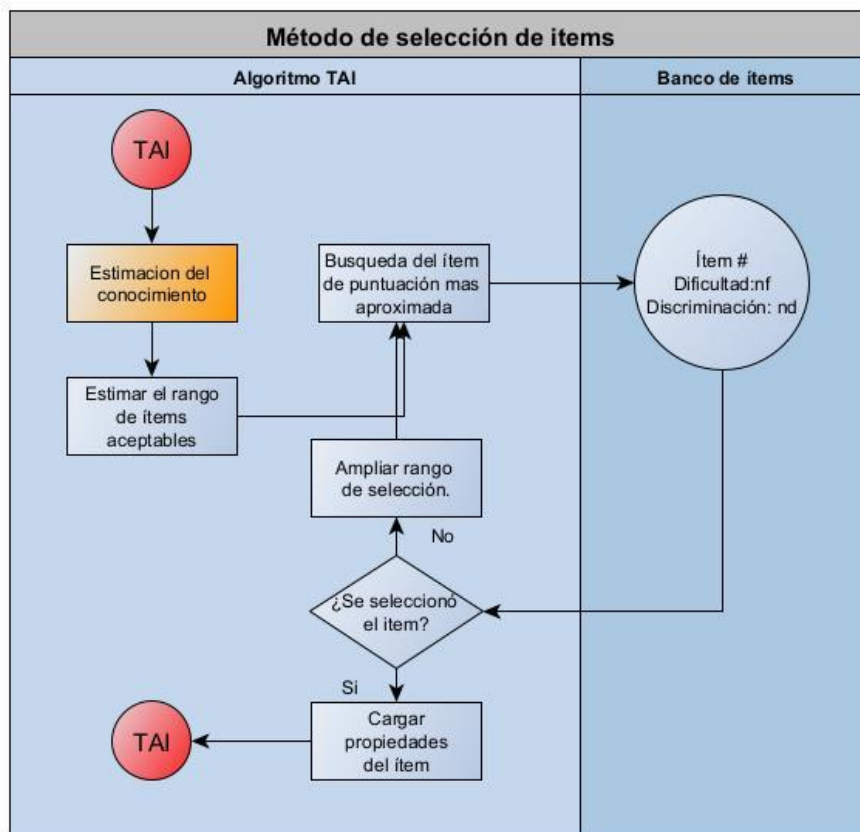 Método de selección de items
Algoritmo TAI
Banco de ítems
TAI
Estimacion del
conocimiento
Estimar el rango
de ítems
aceptables
Busqueda del ítem
de puntuación mas
aproximada
Ítem #
Dificultad:nf
Discriminación: nd
Ampliar rango
de selección.
No
¿Se seleccionó
el item?
Si
Cargar
propiedades
del ítem
TAI